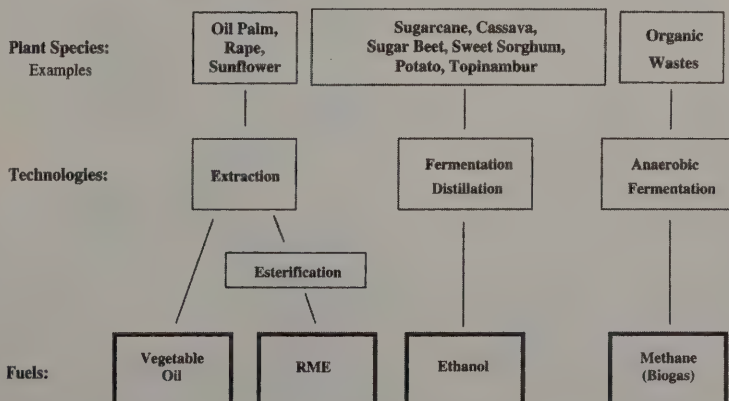 Plant Species:
Examples
Oil Palm,
Rape,
Sunflower
Sugarcane, Cassava,
Sugar Beet, Sweet Sorghum,
Potato, Topinambur
Organic
Wastes
Technologies:
Extraction
Fermentation
Distillation
Anaerobic
Fermentation
Esterification
Fuels:
Vegetable
Oil
RME
Ethanol
Methane
(Biogas)